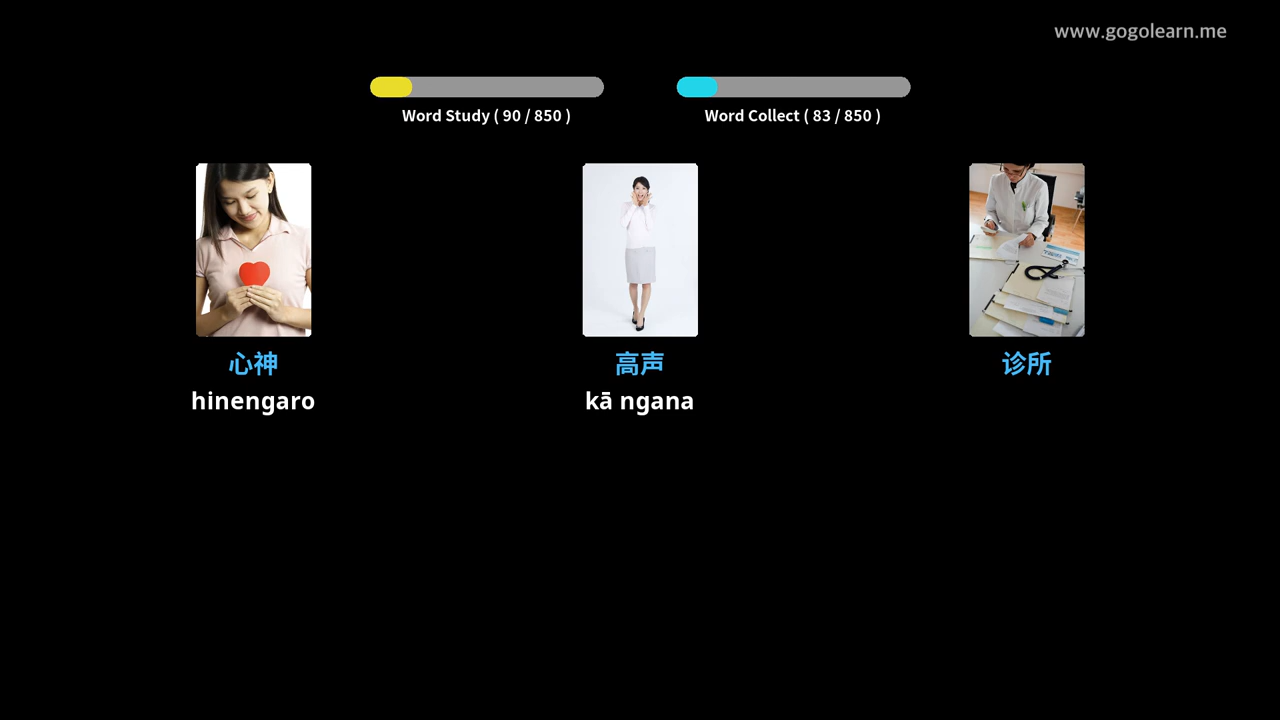 www.gogolearn.me
Word Study ( 90 / 850 )
Word Collect ( 83 / 850 )
心神
高声
诊所
hinengaro
kā ngana